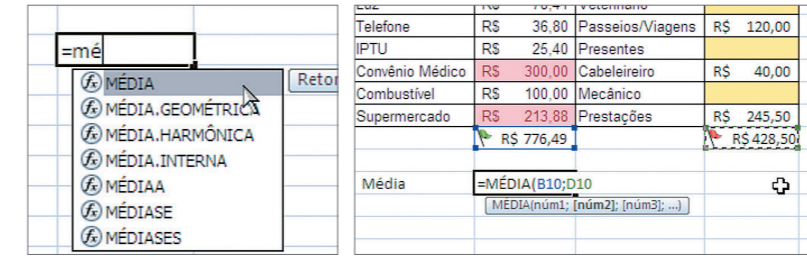 =mé
MÉDIA
Retor
MÉDIA.GEOMÉTRICA
MÉDIA.HARMÔNICA
MÉDIA.INTERNA
MÉDIAA
MÉDIASE
MÉDIASES
Telefone R$ 36,80 Passeios/Viagens R$ 120,00
IPTU R$ 25,40 Presentes
Convênio Médico R$ 300,00 Cabeleireiro R$ 40,00
Combustível R$ 100,00 Mecânico
Supermercado R$ 213,88 Prestações R$ 245,50
R$ 776,49 R$ 428,50
Média =MÉDIA(B10;D10
MÉDIA(núm1; [núm2]; [núm3]; ...)